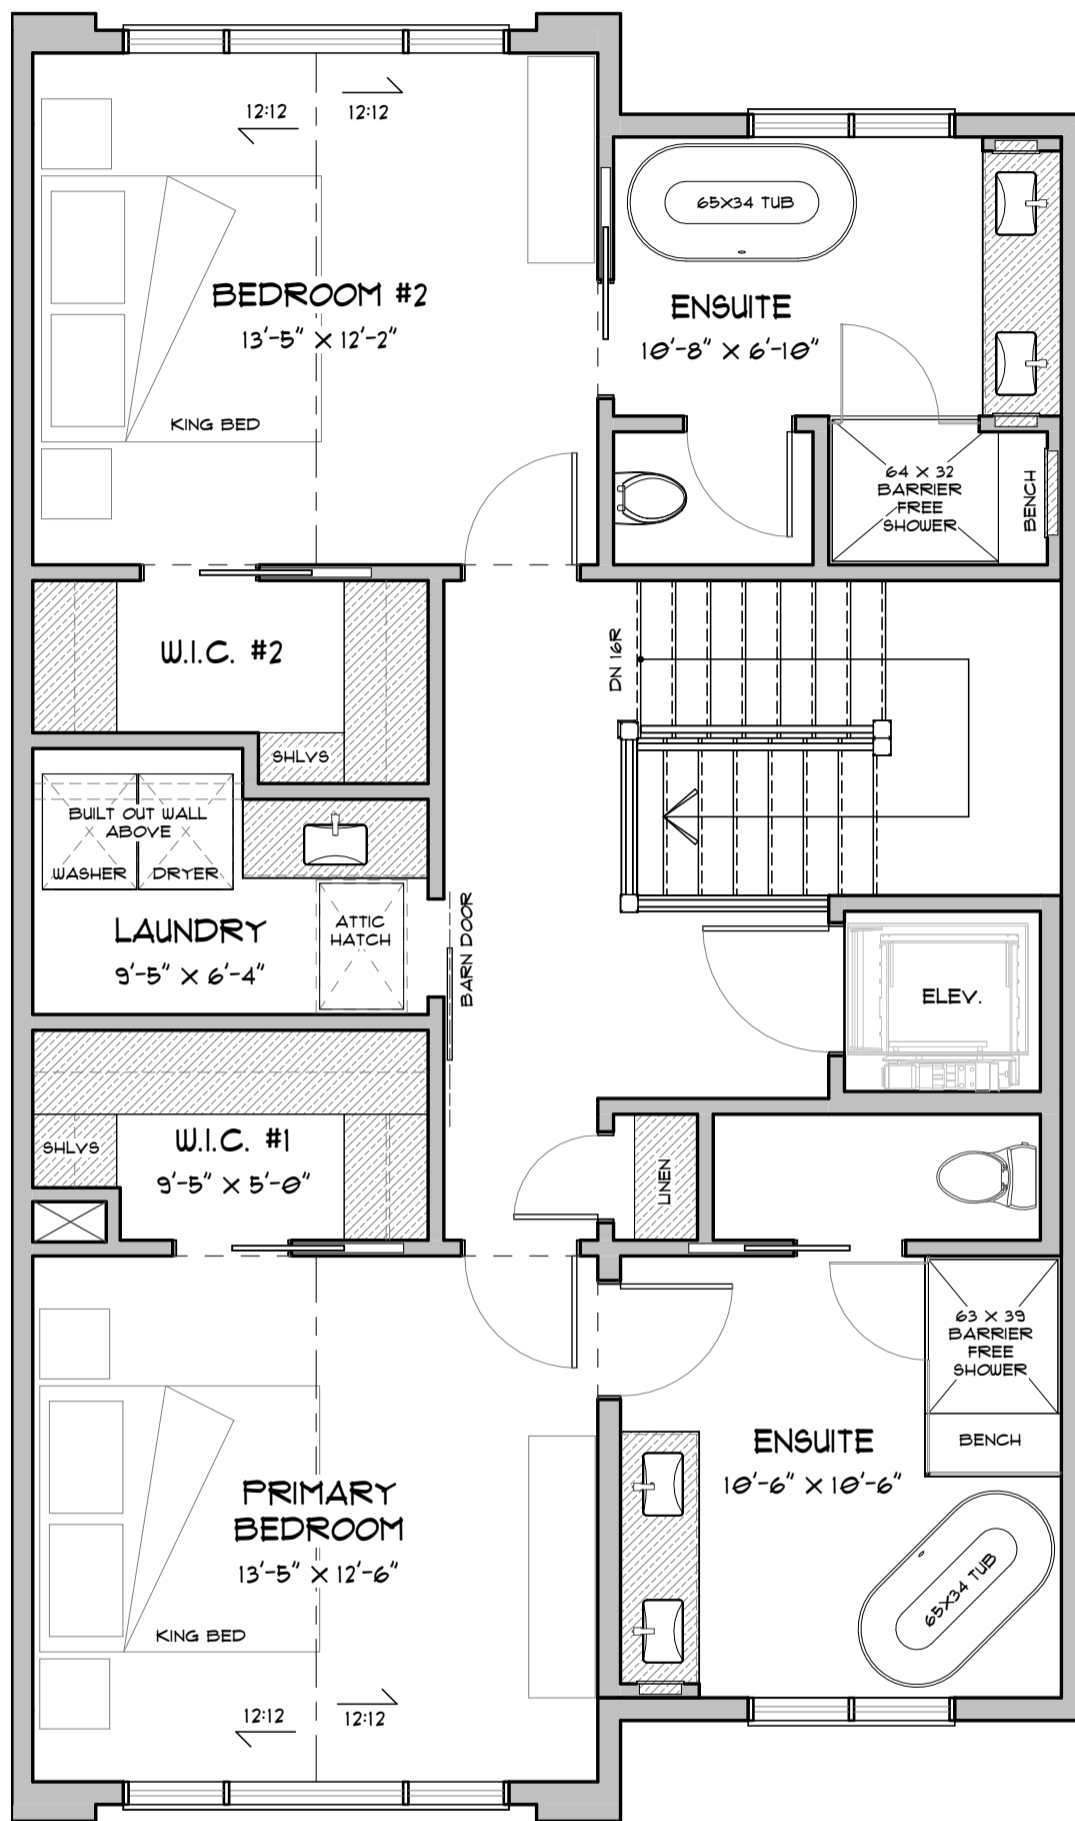 12:12
12:12
65X34 TUB
BEDROOM #2
13'-5" X 12'-2"
ENSUITE
10'-8" X 6'-10"
KING BED
64 X 32
BARRIER
FREE
SHOWER
BENCH
W.I.C. #2
DN 16R
SHLVS
BUILT OUT WALL
ABOVE
WASHER
DRYER
LAUNDRY
9'-5" X 6'-4"
ATTIC
HATCH
BARN DOOR
ELEV.
SHLVS
W.I.C. #1
9'-5" X 5'-0"
LINEN
63 X 39
BARRIER
FREE
SHOWER
BENCH
ENSUITE
10'-6" X 10'-6"
PRIMARY
BEDROOM
13'-5" X 12'-6"
65X34 TUB
KING BED
12:12
12:12